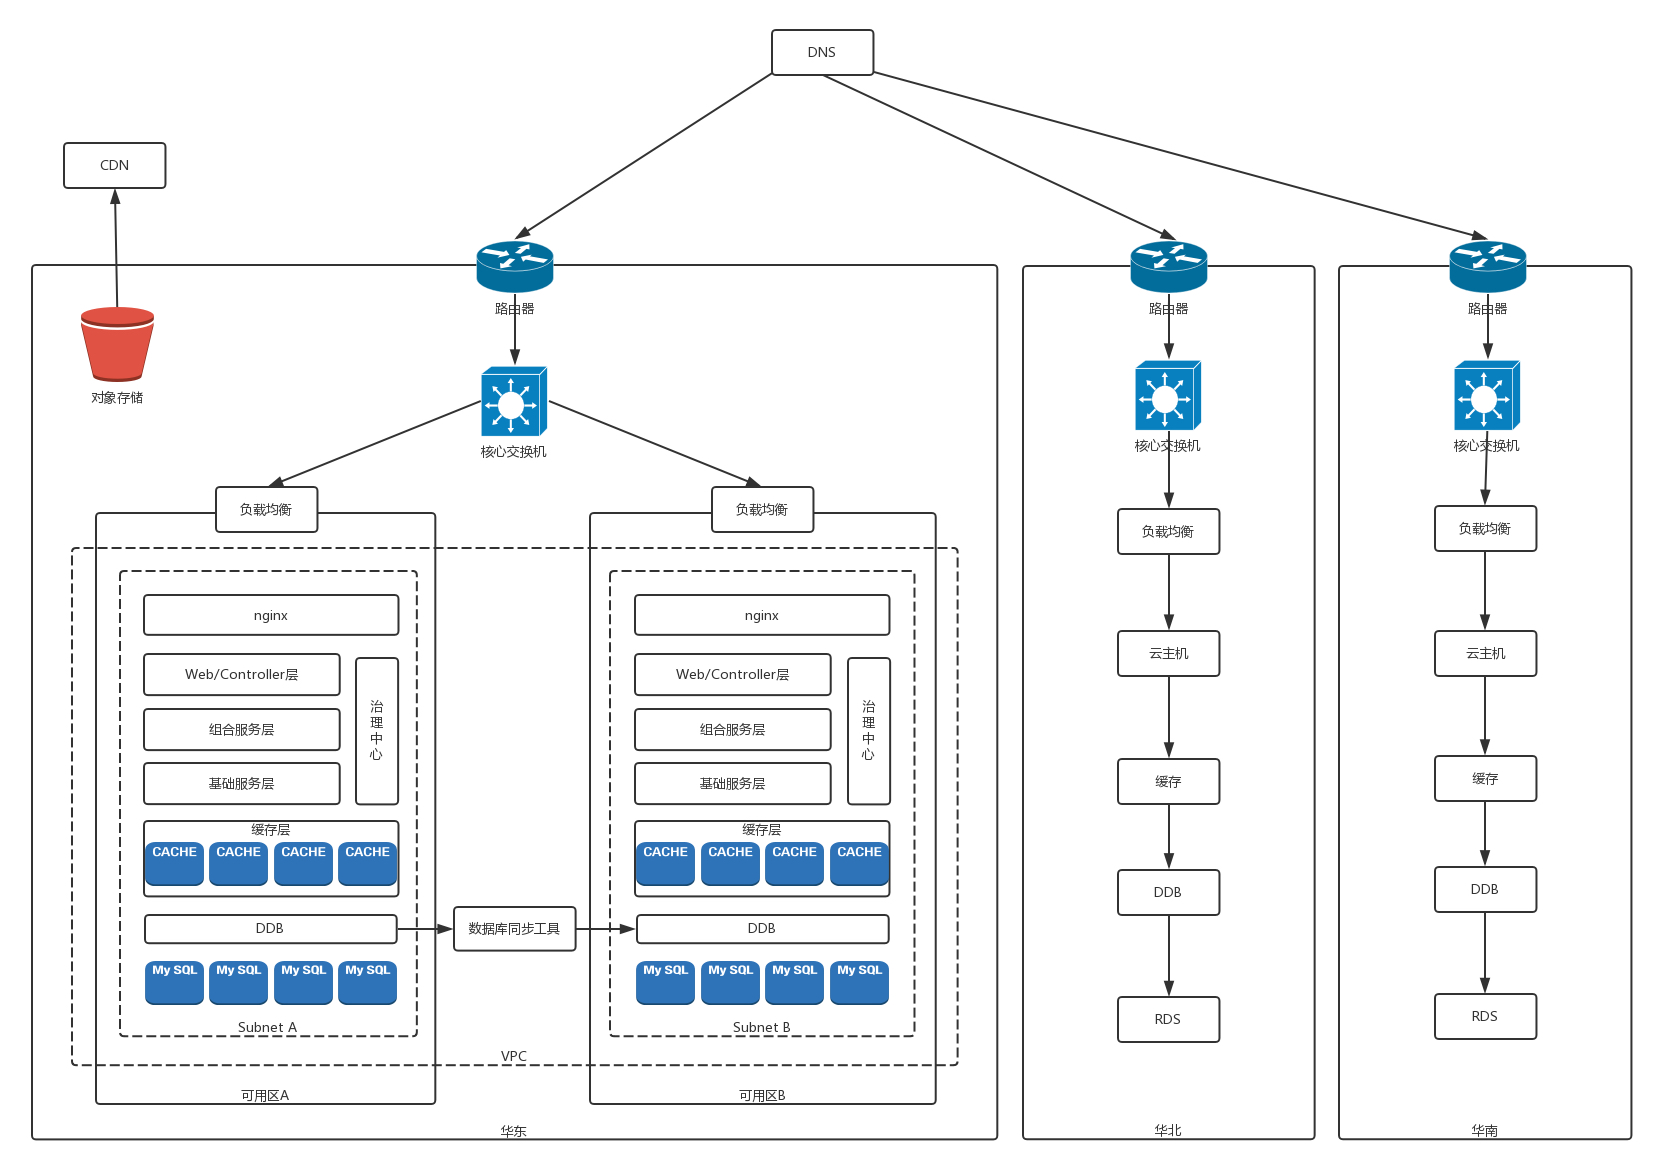 DNS
CDN
对象存储
路由器
核心交换机
负载均衡
负载均衡
nginx
Web/Controller层
组合服务层
基础服务层
治
理
中
心
缓存层
CACHE
CACHE
CACHE
CACHE
DDB
My SQL
My SQL
My SQL
My SQL
Subnet A
可用区A
数据库同步工具
nginx
Web/Controller层
组合服务层
基础服务层
治
理
中
心
缓存层
CACHE
CACHE
CACHE
CACHE
DDB
My SQL
My SQL
My SQL
My SQL
Subnet B
VPC
可用区B
华东
路由器
核心交换机
负载均衡
云主机
缓存
DDB
RDS
华北
路由器
核心交换机
负载均衡
云主机
缓存
DDB
RDS
华南